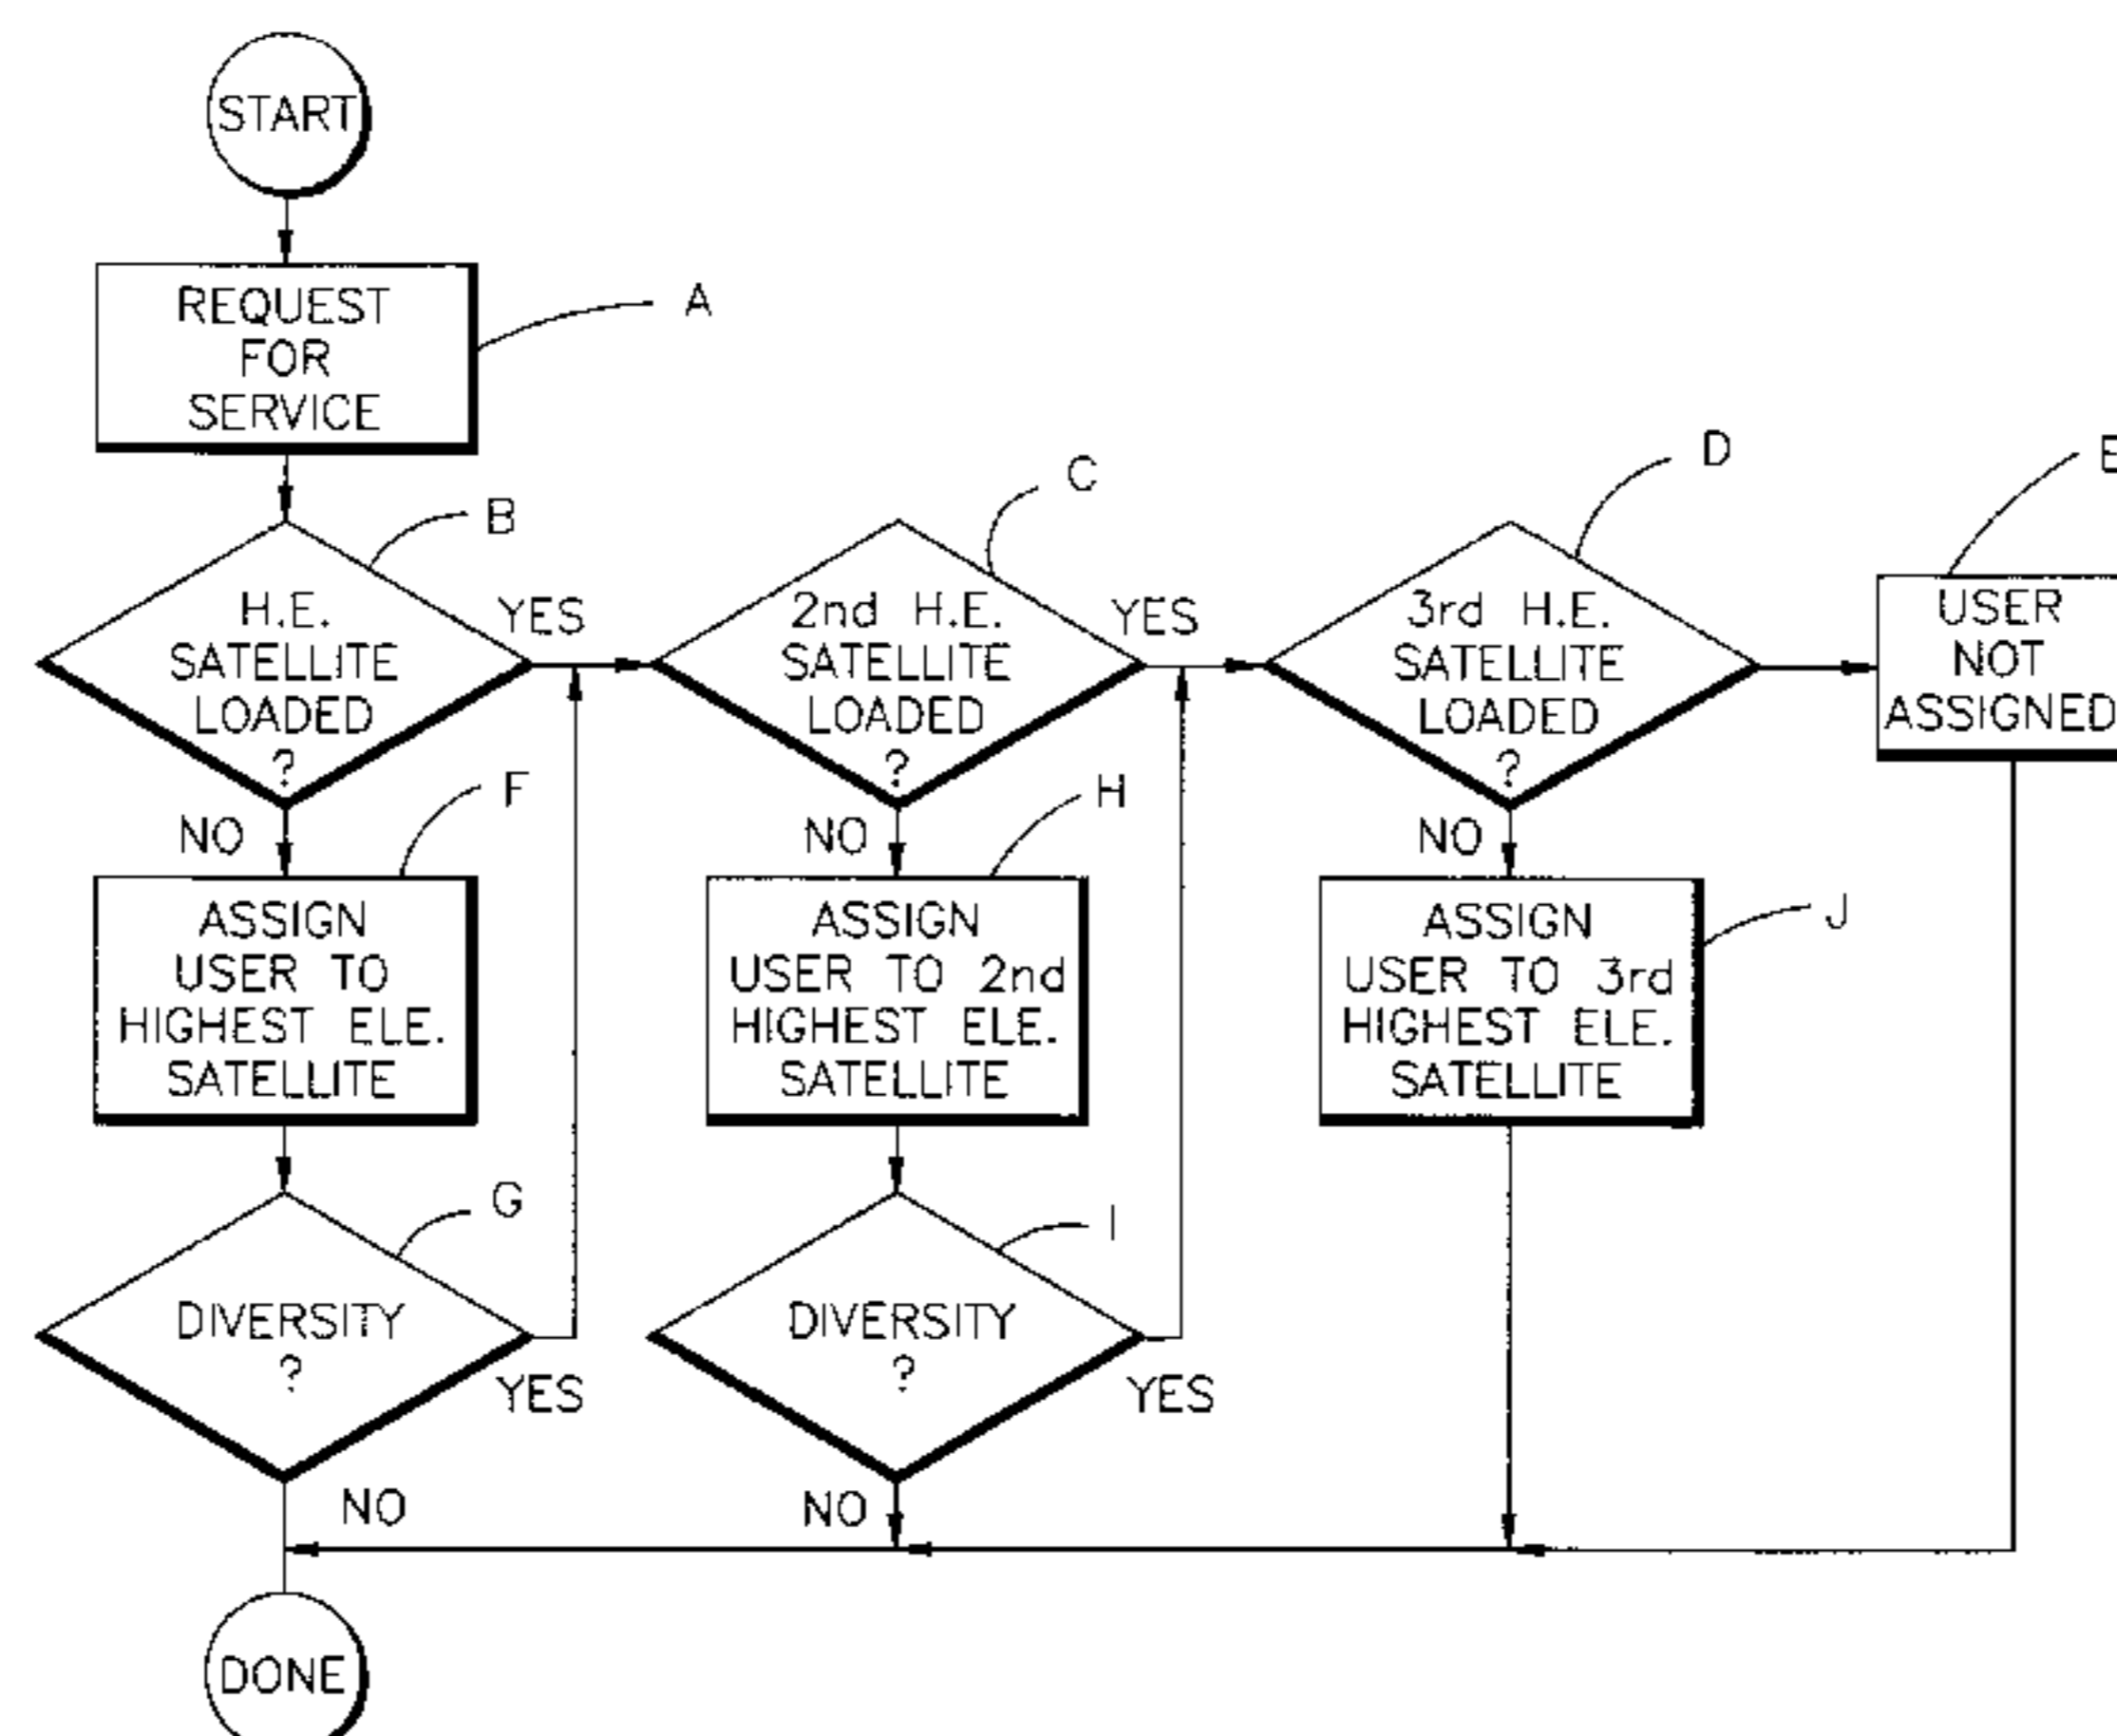 START
REQUEST
FOR
SERVICE
A
B
H.E.
SATELLITE
LOADED
?
YES
C
2nd H.E.
SATELLITE
LOADED
?
YES
D
3rd H.E.
SATELLITE
LOADED
?
E
USER
NOT
ASSIGNED
NO
F
ASSIGN
USER TO
HIGHEST ELE.
SATELLITE
NO
H
ASSIGN
USER TO 2nd
HIGHEST ELE.
SATELLITE
NO
J
ASSIGN
USER TO 3rd
HIGHEST ELE.
SATELLITE
G
DIVERSITY
?
YES
NO
I
DIVERSITY
?
YES
NO
DONE